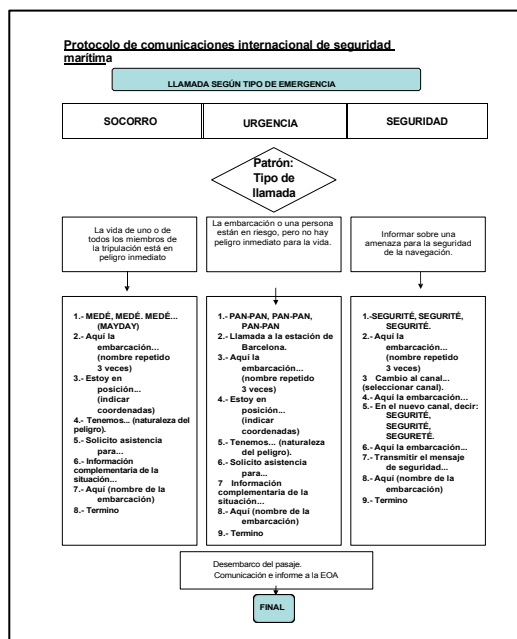 Protocolo de comunicaciones internacional de seguridad
marítima
LLAMADA SEGÚN TIPO DE EMERGENCIA
SOCORRO
URGENCIA
SEGURIDAD
Patrón:
Tipo de
llamada
La vida de uno o de
todos los miembros de
la tripulación está en
peligro inmediato
La embarcación o una persona
están en riesgo, pero no hay
peligro inmediato para la vida.
Informar sobre una
amenaza para la seguridad
de la navegación.
1.- MEDÉ, MEDÉ. MEDÉ...
(MAYDAY)
2.- Aquí la
embarcación...
(nombre repetido
3 veces)
3.- Estoy en
posición...
(indicar
coordenadas)
4.- Tenemos... (naturaleza del
peligro).
5.- Solicito asistencia
para...
6.- Información
complementaria de la
situación...
7.- Aquí (nombre de la
embarcación)
8.- Termino
1.- PAN-PAN, PAN-PAN,
PAN-PAN
2.- Llamada a la estación de
Barcelona.
3.- Aquí la
embarcación...
(nombre repetido
3 veces)
4.- Estoy en
posición...
(indicar
coordenadas)
5.- Tenemos... (naturaleza
del peligro).
6.- Solicito asistencia
para...
7 Información
complementaria de la
situación...
8.- Aquí (nombre de la
embarcación)
9.- Termino
1.-SEGURITÉ, SEGURITÉ,
SEGURITÉ.
2.- Aquí la
embarcación...
(nombre repetido
3 veces)
3 Cambio al canal...
(seleccionar canal).
4.- Aquí la embarcación...
5.- En el nuevo canal, decir:
SEGURITÉ,
SEGURITÉ,
SEGURETÉ.
6.- Aquí la embarcación...
7.- Transmitir el mensaje
de seguridad...
8.- Aquí (nombre de la
embarcación)
9.- Termino
Desembarco del pasaje.
Comunicación e informe a la EOA
FINAL